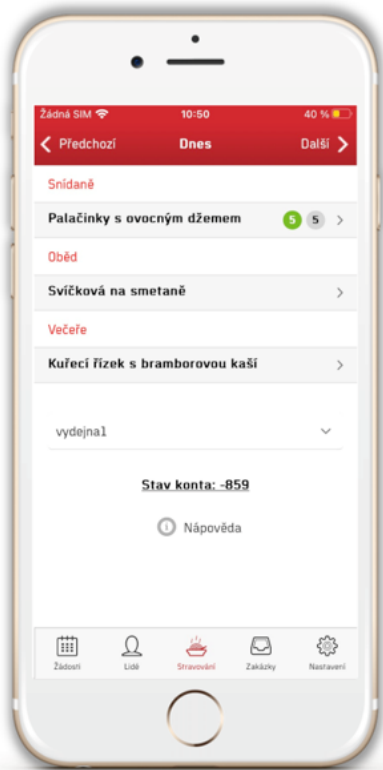 Žádná SIM 10:50 40 %
Předchozí Dnes Další
Snídaně
Palačinky s ovocným džemem 5 5
Oběd
Svíčková na smetaně
Večeře
Kuřecí řízek s bramborovou kaší
vydejna1
Stav konta: -859
Nápověda
Žádosti Lidé Stravování Zakázky Nastavení